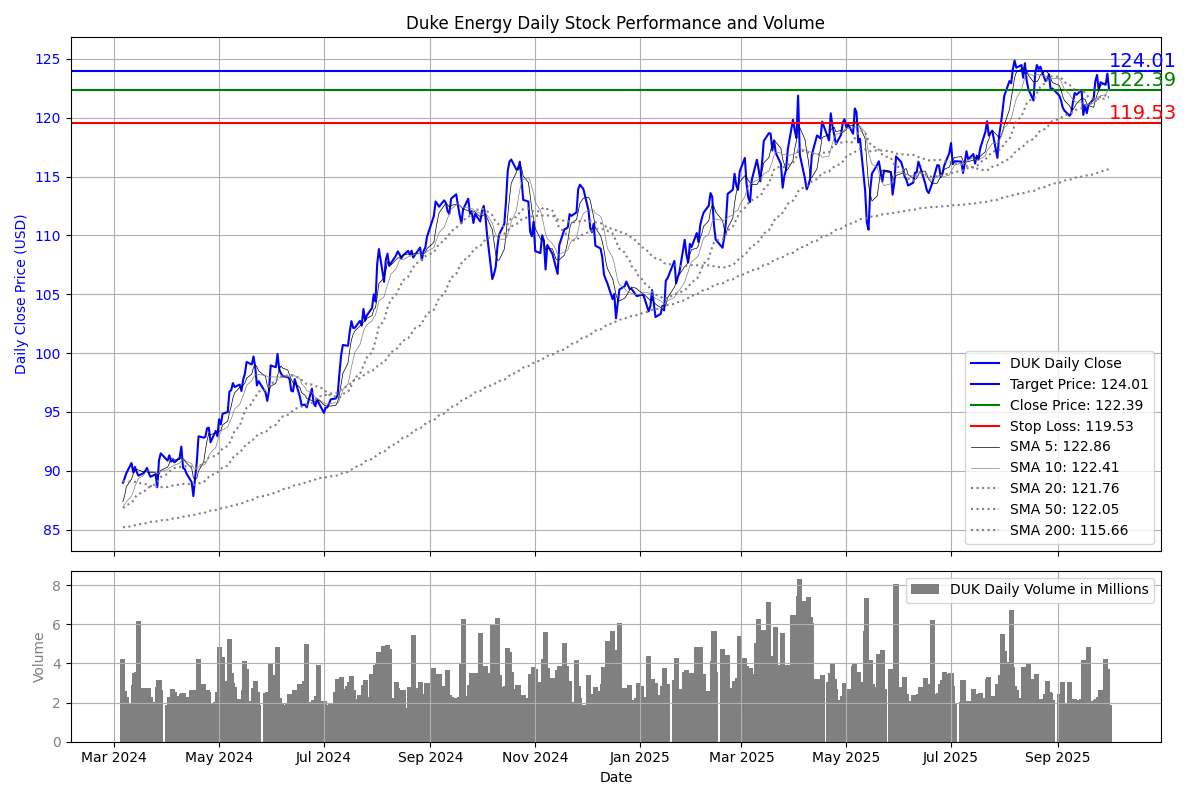 Duke Energy Daily Stock Performance and Volume
125
120
115
110
105
100
95
90
85
Daily Close Price (USD)
124.01
122.39
119.53
DUK Daily Close
Target Price: 124.01
Close Price: 122.39
Stop Loss: 119.53
SMA 5: 122.86
SMA 10: 122.41
SMA 20: 121.76
SMA 50: 122.05
SMA 200: 115.66
8
6
4
2
0
Volume
DUK Daily Volume in Millions
Mar 2024 May 2024 Jul 2024 Sep 2024 Nov 2024 Jan 2025 Mar 2025 May 2025 Jul 2025 Sep 2025
Date